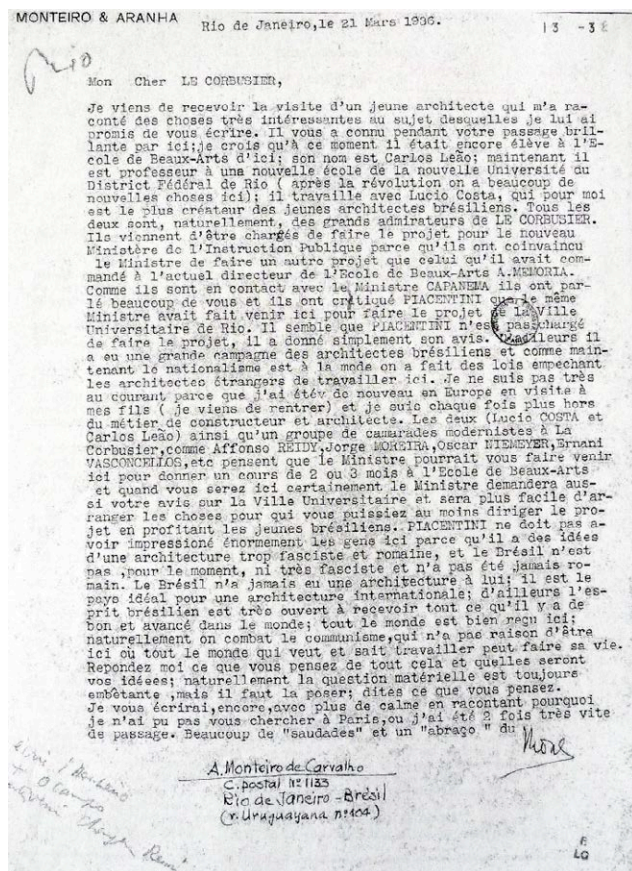 MONTEIRO & ARANHA
Rio de Janeiro,le 21 Mars 1936.
13 -3
Rio
Mon Cher LE CORBUSIER,
Je viens de recevoir la visite d'un jeune architecte qui m'a ra-
conté des choses très intéressantes au sujet desquelles je lui ai
promis de vous écrire. Il vous a connu pendant votre passage bril-
lante par ici;je crois qu'à ce moment il était encore élève à l'E-
cole de Beaux-Arts d'ici; son nom est Carlos Leão; maintenant il
est professeur à une nouvelle école de la nouvelle Université du
District Fédéral de Rio ( après la révolution on a beaucoup de
nouvelles choses ici); il travaille avec Lucio Costa, qui pour moi
est le plus créateur des jeunes architectes brésiliens. Tous les
deux sont, naturellement, des grands admirateurs de LE CORBUSIER.
Ils viennent d'être chargés de faire le projet pour le nouveau
Ministère de l'Instruction Publique parce qu'ils ont coinvaincu
le Ministre de faire un autre projet que celui qu'il avait com-
mandé à l'actuel directeur de l'Ecole de Beaux-Arts A.MEMORIA.
Comme ils sont en contact avec le Ministre CAPANEMA ils ont par-
lé beaucoup de vous et ils ont critiqué PIACENTINI que le même
Ministre avait fait venir ici pour faire le projet de la Ville
Universitaire de Rio. Il semble que PIACENTINI n'est pas chargé
de faire le projet, il a donné simplement son avis. D'ailleurs il
a eu une grande campagne des architectes brésiliens et comme main-
tenant le nationalisme est à la mode on a fait des lois empechant
les architectes étrangers de travailler ici. Je ne suis pas très
au courant parce que j'ai étév de nouveau en Europe en visite à
mes fils ( je viens de rentrer) et je suis chaque fois plus hors
du métier de constructeur et architecte. Les deux (Lucio COSTA et
Carlos Leão) ainsi qu'un groupe de camarades modernistes à La
Corbusier,comme Affonso REIDY,Jorge MOREIRA,Oscar NIEMEYER,Ernani
VASCONCELLOS,etc pensent que le Ministre pourrait vous faire venir
ici pour donner un cours de 2 ou 3 mois à l'Ecole de Beaux-Arts
et quand vous serez ici certainement le Ministre demandera aus-
si votre avis sur la Ville Universitaire et sera plus facile d'ar-
ranger les choses pour qui vous puissiez au moins diriger le pro-
jet en profitant les jeunes brésiliens. PIACENTINI ne doit pas a-
voir impressioné énormement les gens ici parce qu'il a des idées
d'une architecture trop fasciste et romaine, et le Brésil n'est
pas ,pour le moment, ni très fasciste et n'a pas été jamais ro-
main. Le Brésil n'a jamais eu une architecture à lui; il est le
pays idéal pour une architecture internationale; d'ailleurs l'es-
prit brésilien est très ouvert à recevoir tout ce qu'il y a de
bon et avancé dans le monde; tout le monde est bien reçu ici;
naturellement on combat le communisme,qui n'a pas raison d'être
ici où tout le monde qui veut et sait travailler peut faire sa vie.
Repondez moi ce que vous pensez de tout cela et quelles seront
vos idéees; naturellement la question matérielle est toujours
embêtante ,mais il faut la poser; dites ce que vous pensez.
Je vous écrirai,encore,avec plus de calme en racontant pourquoi
je n'ai pu pas vous chercher à Paris,ou j'ai été 2 fois très vite
de passage. Beaucoup de "saudades" et un "abraço " du
A. Monteiro de Carvalho
C. postal nº 1133
Rio de Janeiro - Brésil
(r. Uruguayana nº 104)
Ocampo